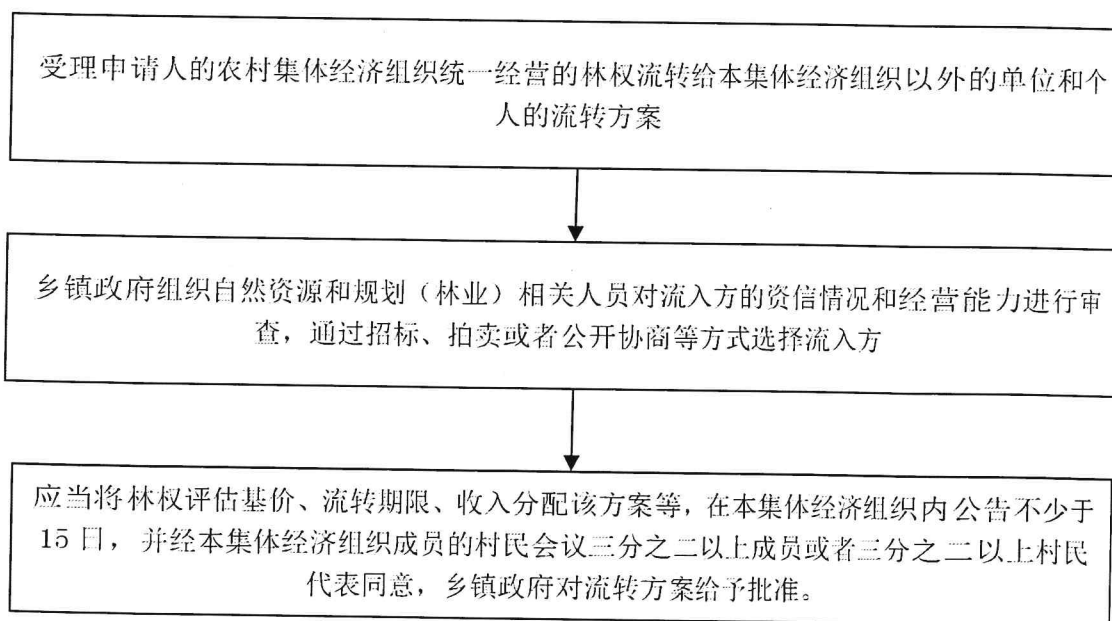 受理申请人的农村集体经济组织统一经营的林权流转给本集体经济组织以外的单位和个
人的流转方案
乡镇政府组织自然资源和规划（林业）相关人员对流入方的资信情况和经营能力进行审
查，通过招标、拍卖或者公开协商等方式选择流入方
应当将林权评估基价、流转期限、收入分配该方案等，在本集体经济组织内公告不少于
15日，并经本集体经济组织成员的村民会议三分之二以上成员或者三分之二以上村民
代表同意，乡镇政府对流转方案给予批准。